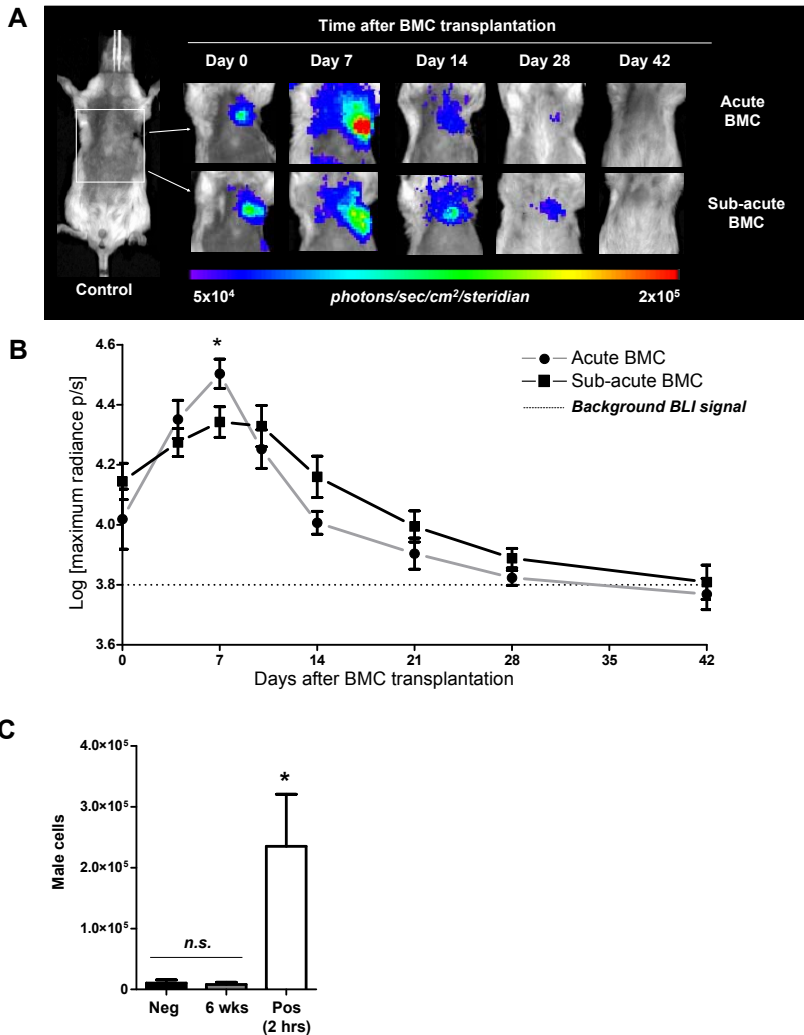 A
Time after BMC transplantation
Day 0 Day 7 Day 14 Day 28 Day 42
Acute
BMC
Sub-acute
BMC
Control
5x10⁴ photons/sec/cm²/steridian 2x10⁵
B
*
Acute BMC
Sub-acute BMC
Background BLI signal
Log [maximum radiance p/s]
4.6
4.4
4.2
4.0
3.8
3.6
0 7 14 21 28 35 42
Days after BMC transplantation
C
Male cells
4.0×10⁵
3.0×10⁵
2.0×10⁵
1.0×10⁵
0
*
n.s.
Neg 6 wks Pos
(2 hrs)